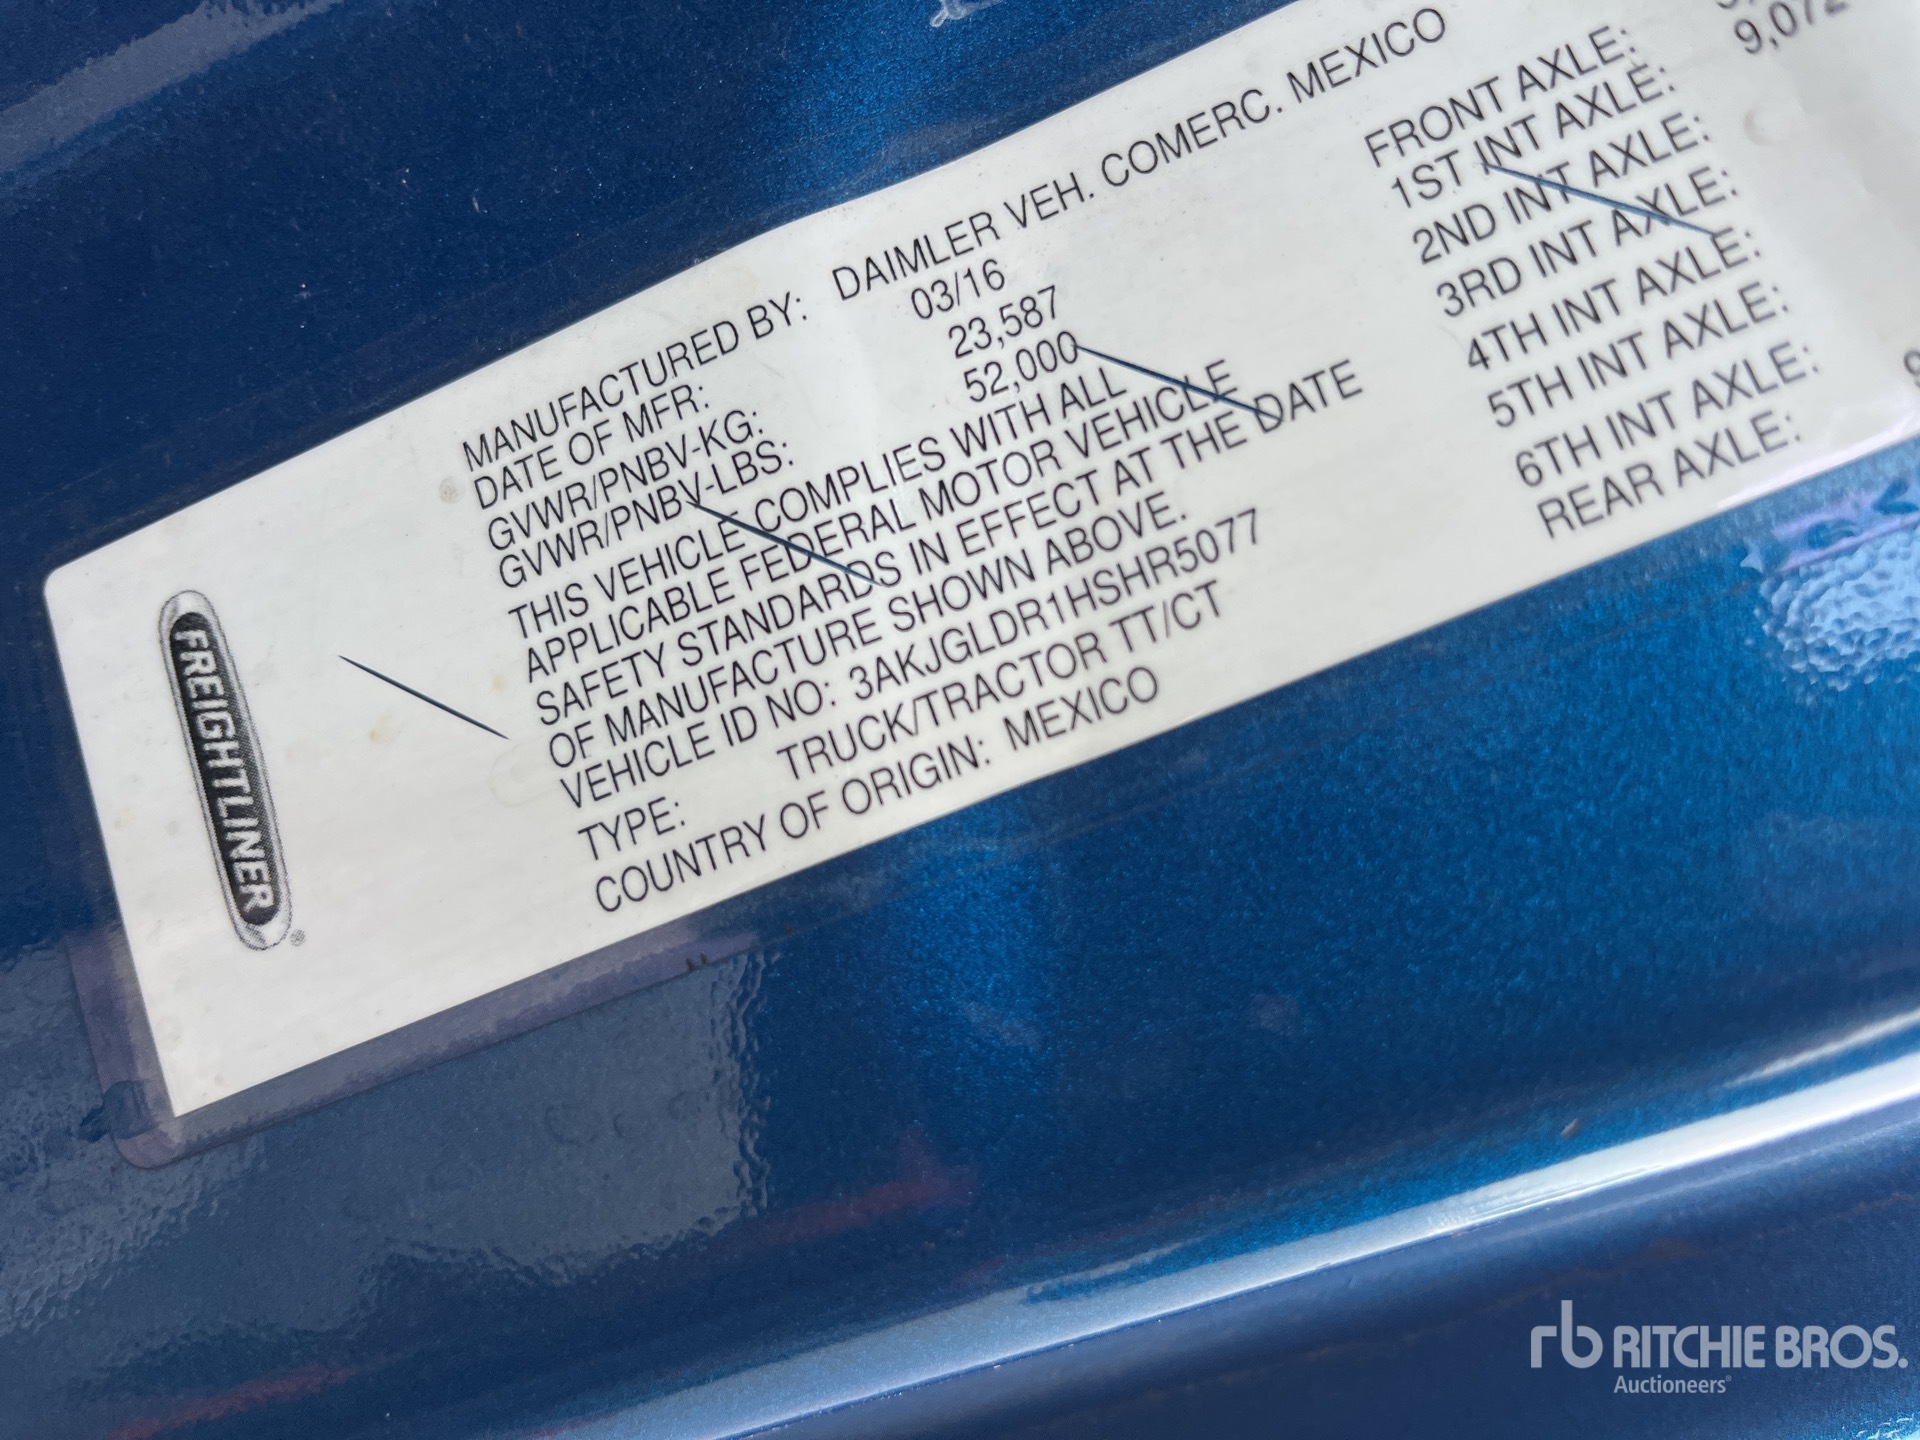 FREIGHTLINER®
MANUFACTURED BY: DAIMLER VEH. COMERC. MEXICO
DATE OF MFR: 03/16
GVWR/PNBV-KG: 23,587
GVWR/PNBV-LBS: 52,000
THIS VEHICLE COMPLIES WITH ALL
APPLICABLE FEDERAL MOTOR VEHICLE
SAFETY STANDARDS IN EFFECT AT THE DATE
OF MANUFACTURE SHOWN ABOVE.
VEHICLE ID NO: 3AKJGLDR1HSHR5077
TYPE: TRUCK/TRACTOR TT/CT
COUNTRY OF ORIGIN: MEXICO
FRONT AXLE:
1ST INT AXLE: 9,072
2ND INT AXLE:
3RD INT AXLE:
4TH INT AXLE:
5TH INT AXLE:
6TH INT AXLE:
REAR AXLE:
rb RITCHIE BROS.
Auctioneers